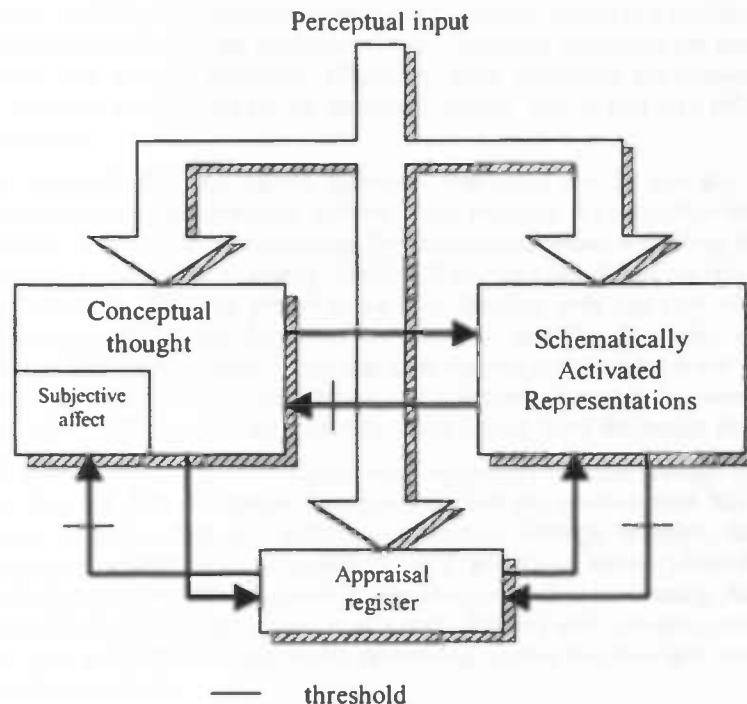 Perceptual input
Conceptual
thought
Subjective
affect
Schematically
Activated
Representations
Appraisal
register
threshold